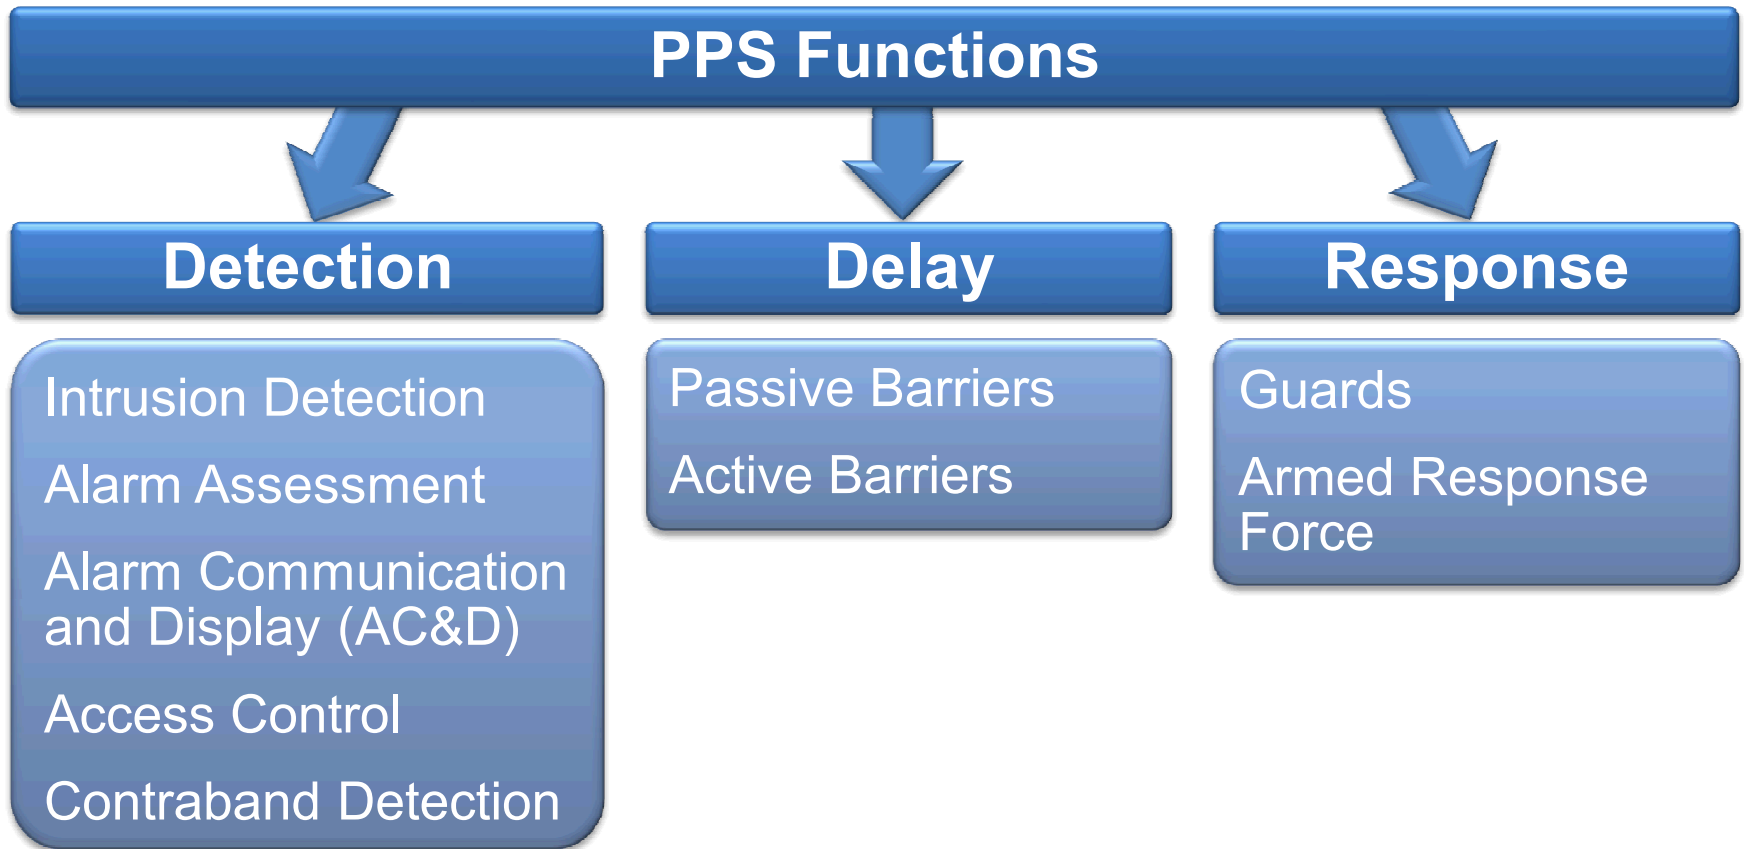 PPS Functions
Detection
Intrusion Detection
Alarm Assessment
Alarm Communication
and Display (AC&D)
Access Control
Contraband Detection
Delay
Passive Barriers
Active Barriers
Response
Guards
Armed Response
Force